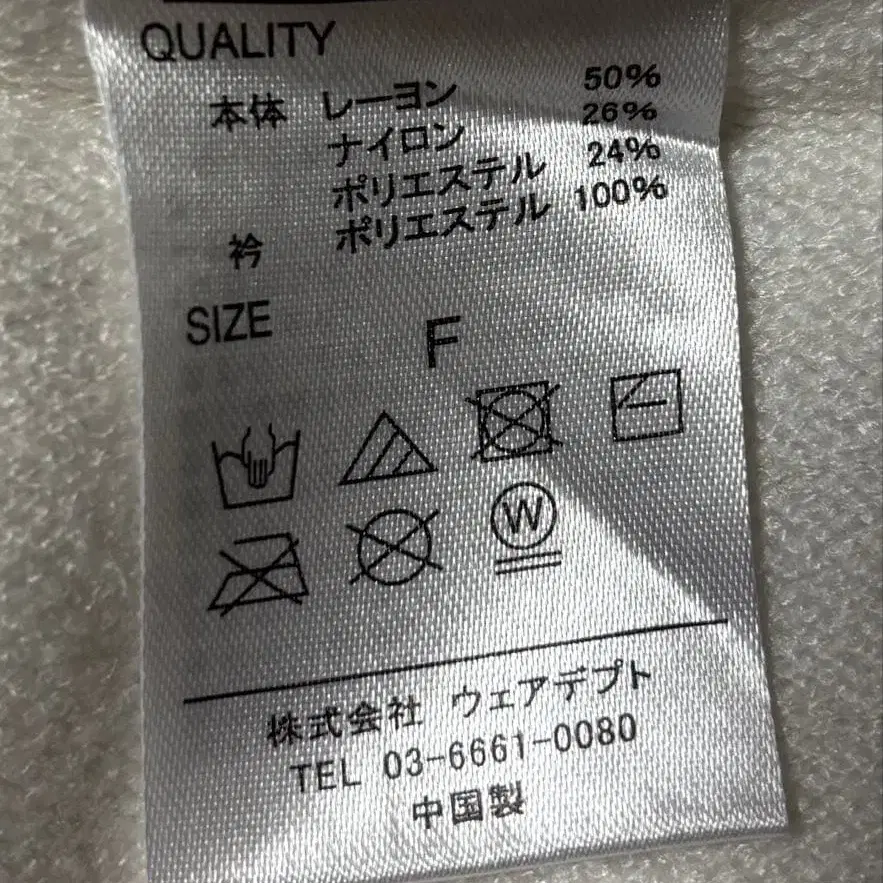 QUALITY
本体 レーヨン 50%
ナイロン 26%
ポリエステル 24%
衿 ポリエステル 100%
SIZE
F
W
株式会社 ウェアデプト
TEL 03-6661-0080
中国製